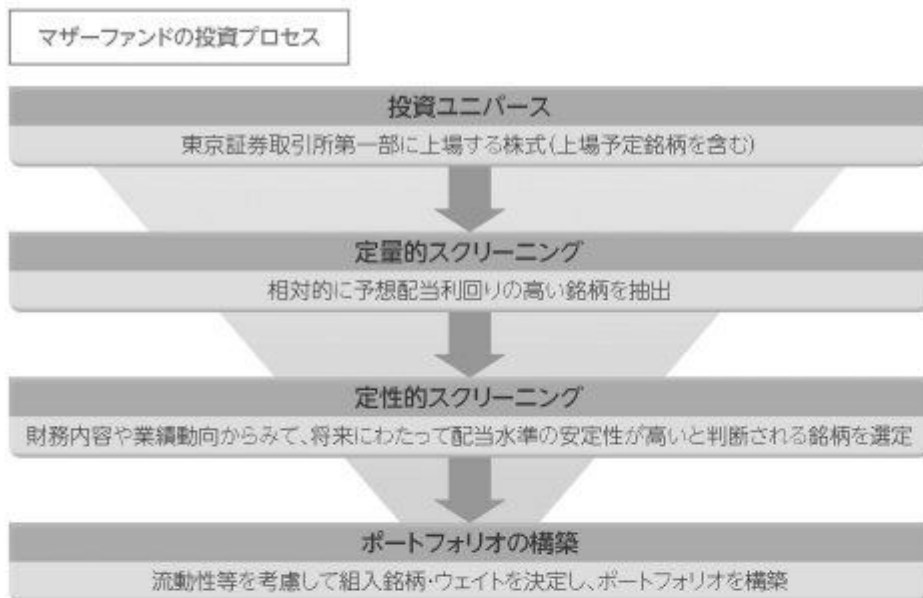 マザーファンドの投資プロセス
投資ユニバース
東京証券取引所第一部に上場する株式(上場予定銘柄を含む)
定量的スクリーニング
相対的に予想配当利回りの高い銘柄を抽出
定性的スクリーニング
財務内容や業績動向からみて、将来にわたって配当水準の安定性が高いと判断される銘柄を選定
ポートフォリオの構築
流動性等を考慮して組入銘柄・ウェイトを決定し、ポートフォリオを構築